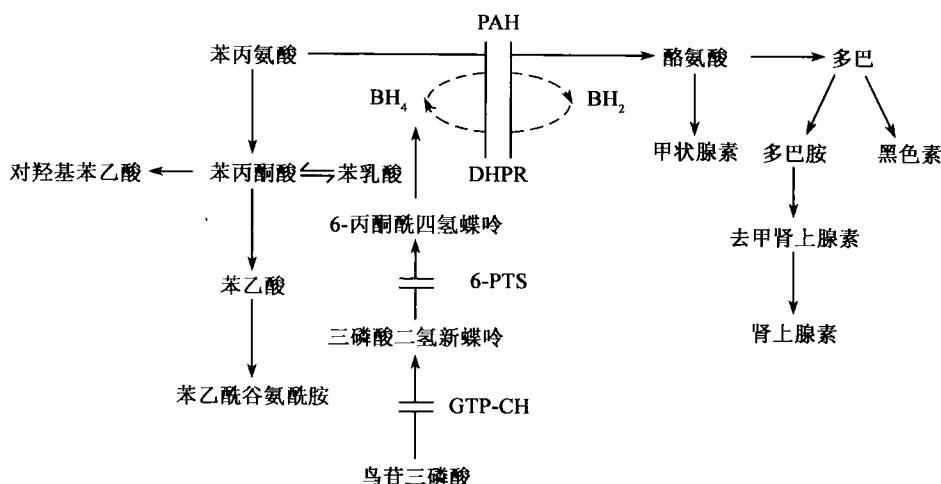 PAH
苯丙氨酸
酪氨酸
多巴
BH₄
BH₂
甲状腺素
多巴胺
黑色素
对羟基苯乙酸
苯丙酮酸
苯乳酸
DHPR
6-丙酮酰四氢蝶呤
去甲肾上腺素
苯乙酸
6-PTS
三磷酸二氢新蝶呤
肾上腺素
苯乙酰谷氨酰胺
GTP-CH
鸟苷三磷酸